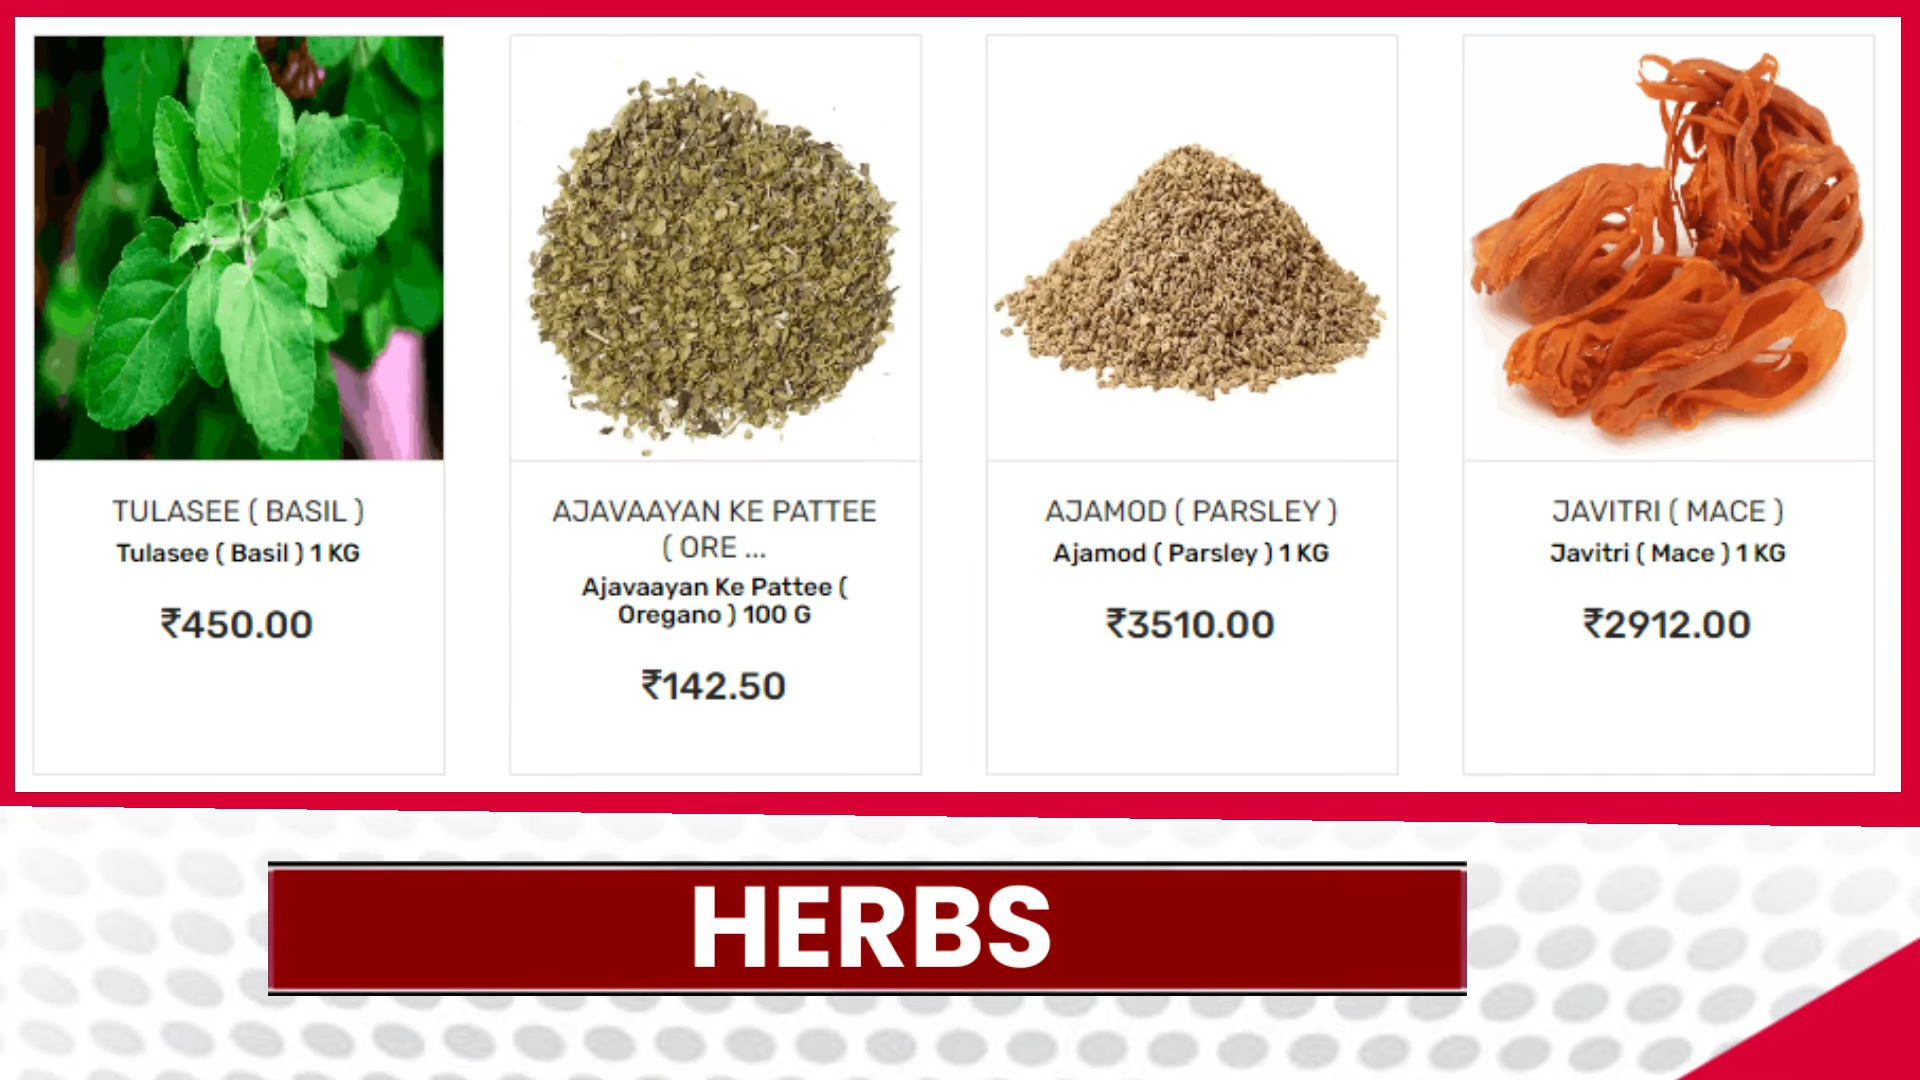 TULASEE ( BASIL )
Tulasee ( Basil ) 1 KG
₹450.00
AJAVAAYAN KE PATTEE
( ORE ...
Ajavaayan Ke Pattee (
Oregano ) 100 G
₹142.50
AJAMOD ( PARSLEY )
Ajamod ( Parsley ) 1 KG
₹3510.00
JAVITRI ( MACE )
Javitri ( Mace ) 1 KG
₹2912.00
HERBS